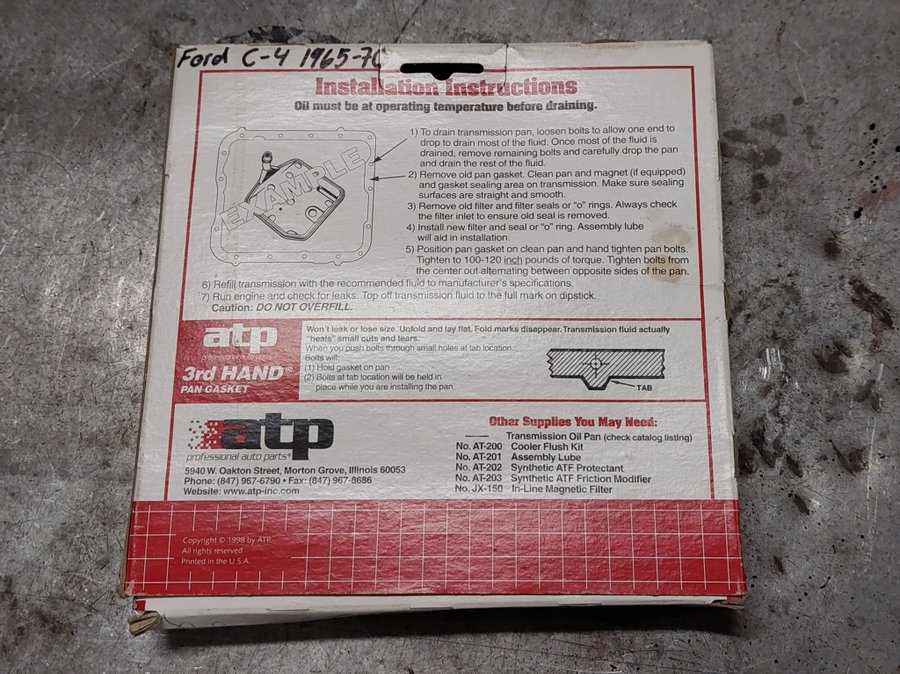 Ford C-4 1965-70
Installation Instructions
Oil must be at operating temperature before draining.
EXAMPLE
1) To drain transmission pan, loosen bolts to allow one end to
drop to drain most of the fluid. Once most of the fluid is
drained, remove remaining bolts and carefully drop the pan
and drain the rest of the fluid.
2) Remove old pan gasket. Clean pan and magnet (if equipped)
and gasket sealing area on transmission. Make sure sealing
surfaces are straight and smooth.
3) Remove old filter and filter seals or "o" rings. Always check
the filter inlet to ensure old seal is removed.
4) Install new filter and seal or "o" ring. Assembly lube
will aid in installation.
5) Position pan gasket on clean pan and hand tighten pan bolts.
Tighten to 100-120 inch pounds of torque. Tighten bolts from
the center out alternating between opposite sides of the pan.
6) Refill transmission with the recommended fluid to manufacturer's specifications.
7) Run engine and check for leaks. Top off transmission fluid to the full mark on dipstick.
Caution: DO NOT OVERFILL.
atp
professional auto parts
3rd HAND®
PAN GASKET
Won't leak or lose size. Unfold and lay flat. Fold marks disappear. Transmission fluid actually
"heals" small cuts and tears.
When you push bolts through small holes at tab location.
Bolts will:
(1) Hold gasket on pan.
(2) Bolts at tab location will be held in
place while you are installing the pan.
TAB
atp
professional auto parts®
5940 W. Oakton Street, Morton Grove, Illinois 60053
Phone: (847) 967-6790 • Fax: (847) 967-8686
Website: www.atp-inc.com
Other Supplies You May Need:
Transmission Oil Pan (check catalog listing)
No. AT-200 Cooler Flush Kit
No. AT-201 Assembly Lube
No. AT-202 Synthetic ATF Protectant
No. AT-203 Synthetic ATF Friction Modifier
No. JX-150 In-Line Magnetic Filter
Copyright © 1998 by ATP
All rights reserved.
Printed in the U.S.A.